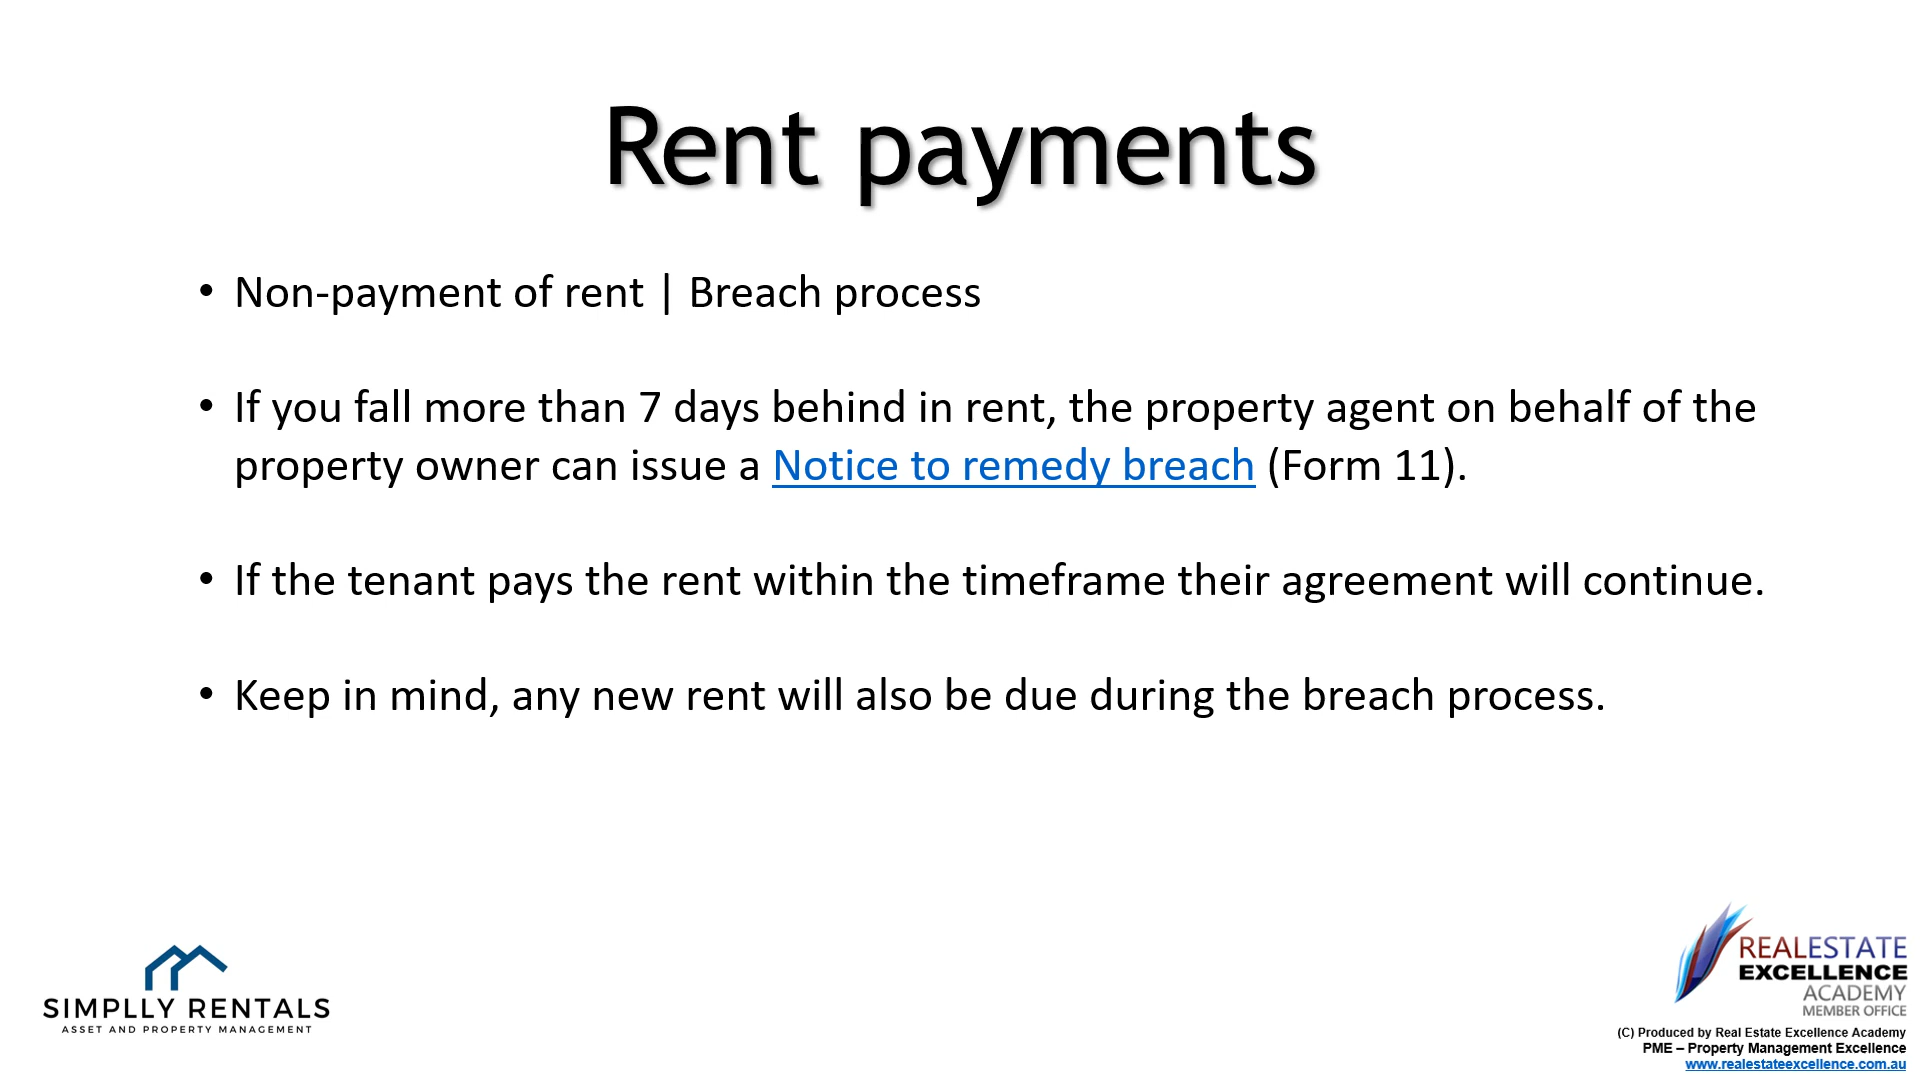 Rent payments
• Non-payment of rent | Breach process
• If you fall more than 7 days behind in rent, the property agent on behalf of the
property owner can issue a Notice to remedy breach (Form 11).
• If the tenant pays the rent within the timeframe their agreement will continue.
• Keep in mind, any new rent will also be due during the breach process.
SIMPLLY RENTALS
ASSET AND PROPERTY MANAGEMENT
REALESTATE
EXCELLENCE
ACADEMY
MEMBER OFFICE
(C) Produced by Real Estate Excellence Academy
PME – Property Management Excellence
www.realestateexcellence.com.au